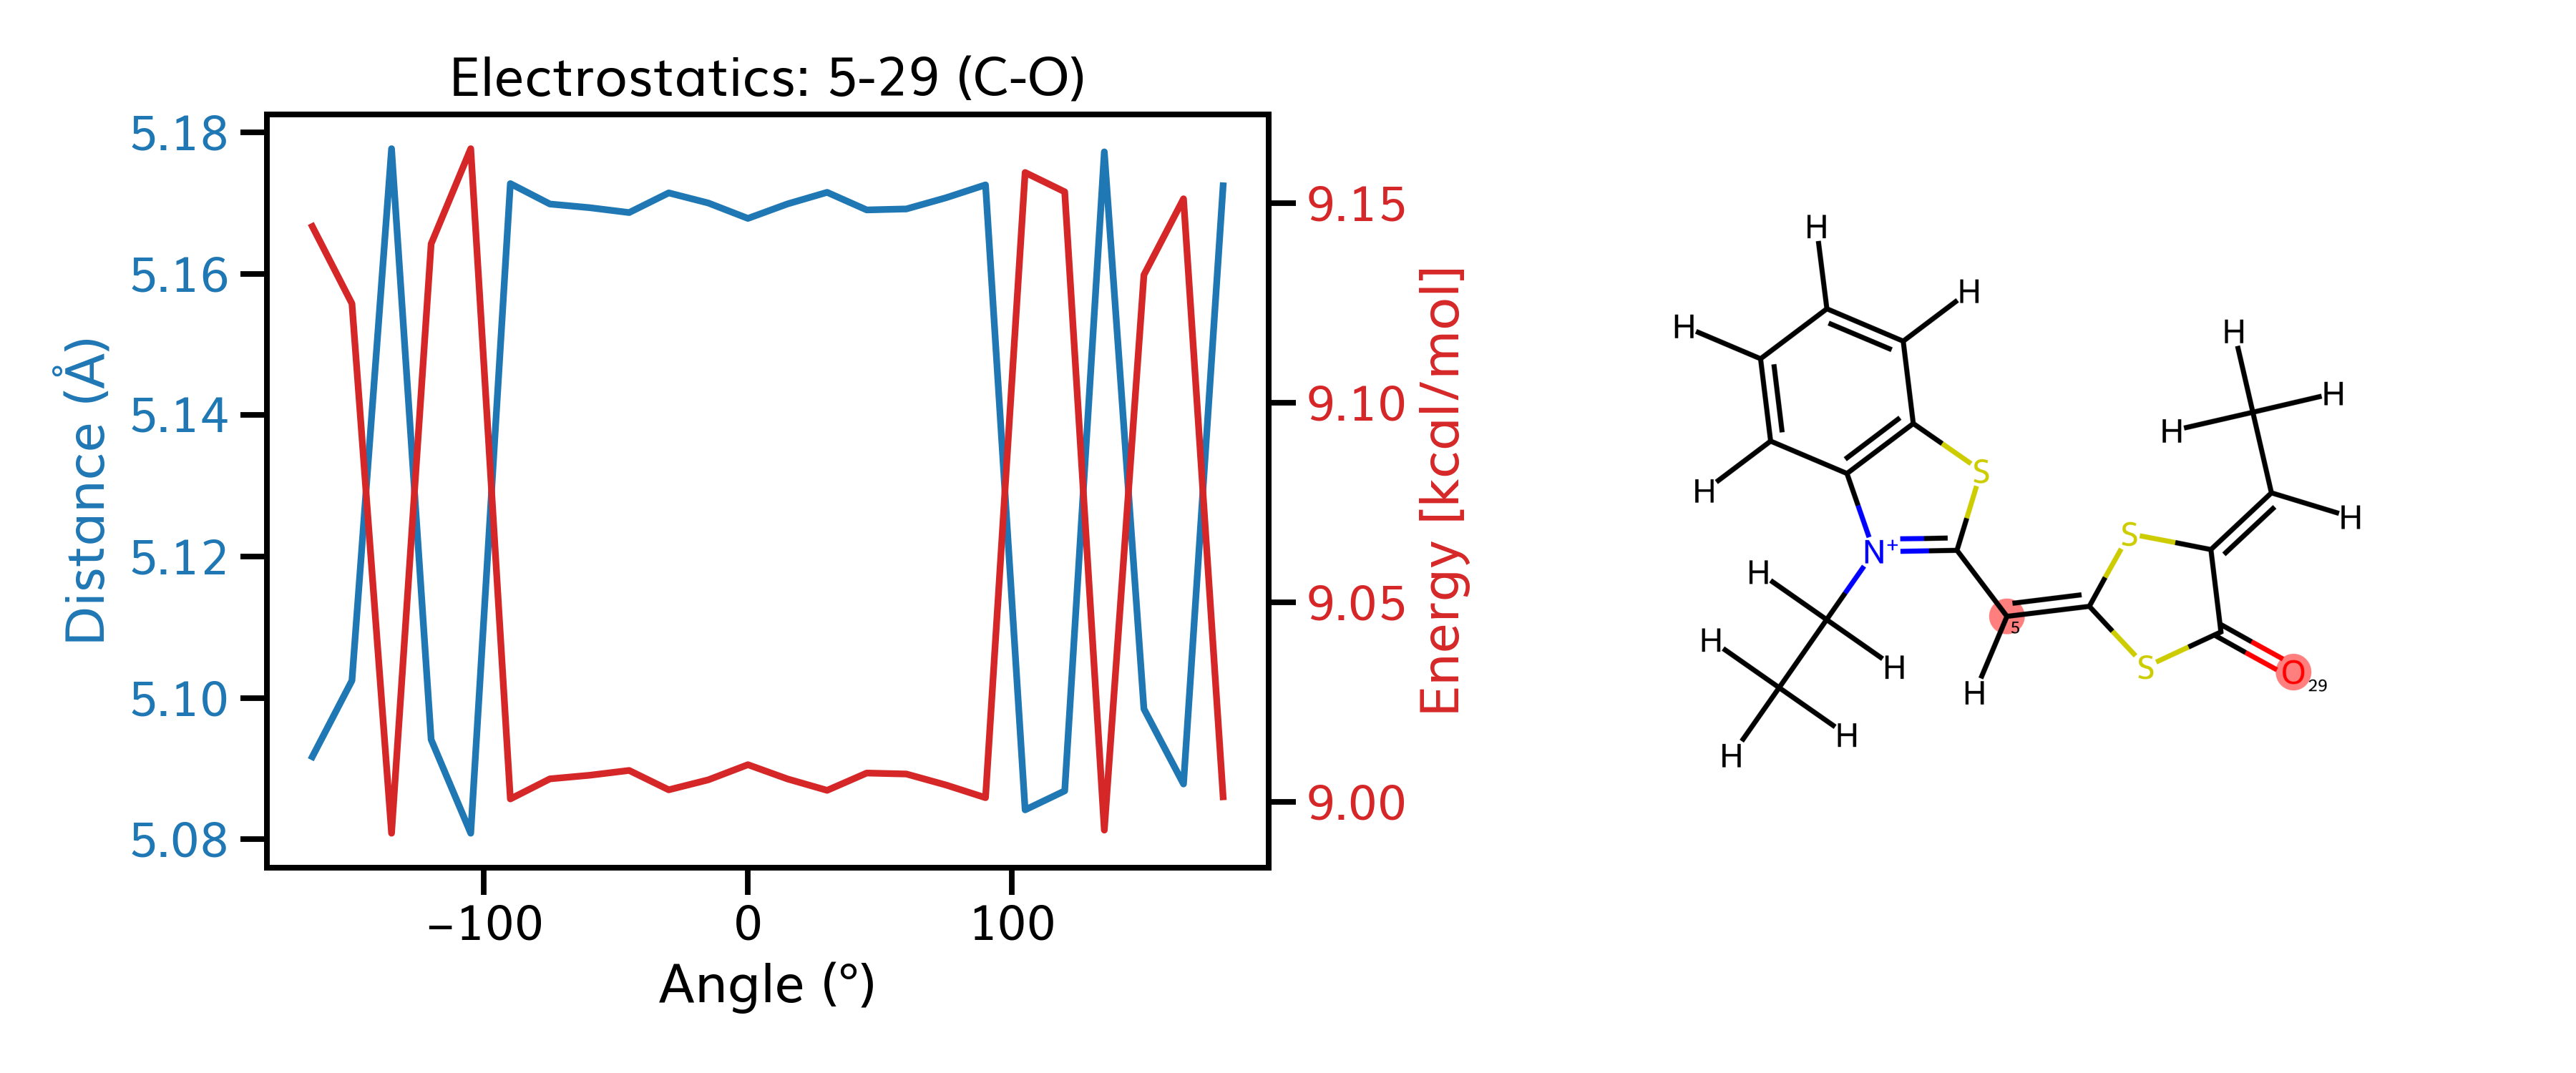 Electrostatics: 5-29 (C-O)
5.18
5.16
5.14
5.12
5.10
5.08
Distance (Å)
9.15
9.10
9.05
9.00
Energy [kcal/mol]
−100
0
100
Angle (°)
H
H
H
H
S
N+
H
H
H
H
H
H
5
H
H
H
H
H
S
S
O
29